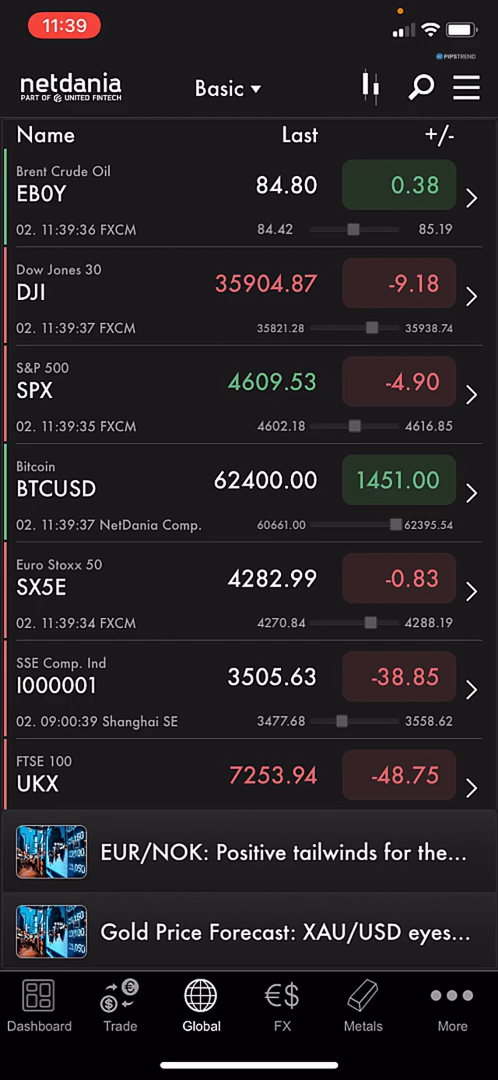 11:39
PIPSTREND
netdania
PART OF UNITED FINTECH
Basic
Name Last +/-
Brent Crude Oil
EB0Y 84.80 0.38
02. 11:39:36 FXCM 84.42 85.19
Dow Jones 30
DJI 35904.87 -9.18
02. 11:39:37 FXCM 35821.28 35938.74
S&P 500
SPX 4609.53 -4.90
02. 11:39:35 FXCM 4602.18 4616.85
Bitcoin
BTCUSD 62400.00 1451.00
02. 11:39:37 NetDania Comp. 60661.00 62395.54
Euro Stoxx 50
SX5E 4282.99 -0.83
02. 11:39:34 FXCM 4270.84 4288.19
SSE Comp. Ind
I000001 3505.63 -38.85
02. 09:00:39 Shanghai SE 3477.68 3558.62
FTSE 100
UKX 7253.94 -48.75
EUR/NOK: Positive tailwinds for the...
Gold Price Forecast: XAU/USD eyes...
Dashboard Trade Global FX Metals More